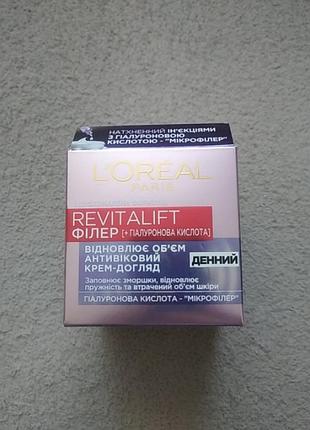 НАТХНЕННИЙ ІН'ЄКЦІЯМИ
З ГІАЛУРОНОВОЮ
КИСЛОТОЮ - "МІКРОФІЛЕР"
L'ORÉAL
PARIS
REVITALIFT
ФІЛЕР [+ ГІАЛУРОНОВА КИСЛОТА]
ВІДНОВЛЮЄ ОБ'ЄМ
АНТИВІКОВИЙ
КРЕМ-ДОГЛЯД
ДЕННИЙ
Заповнює зморшки, відновлює
пружність та втрачений об'єм шкіри
ГІАЛУРОНОВА КИСЛОТА - "МІКРОФІЛЕР"